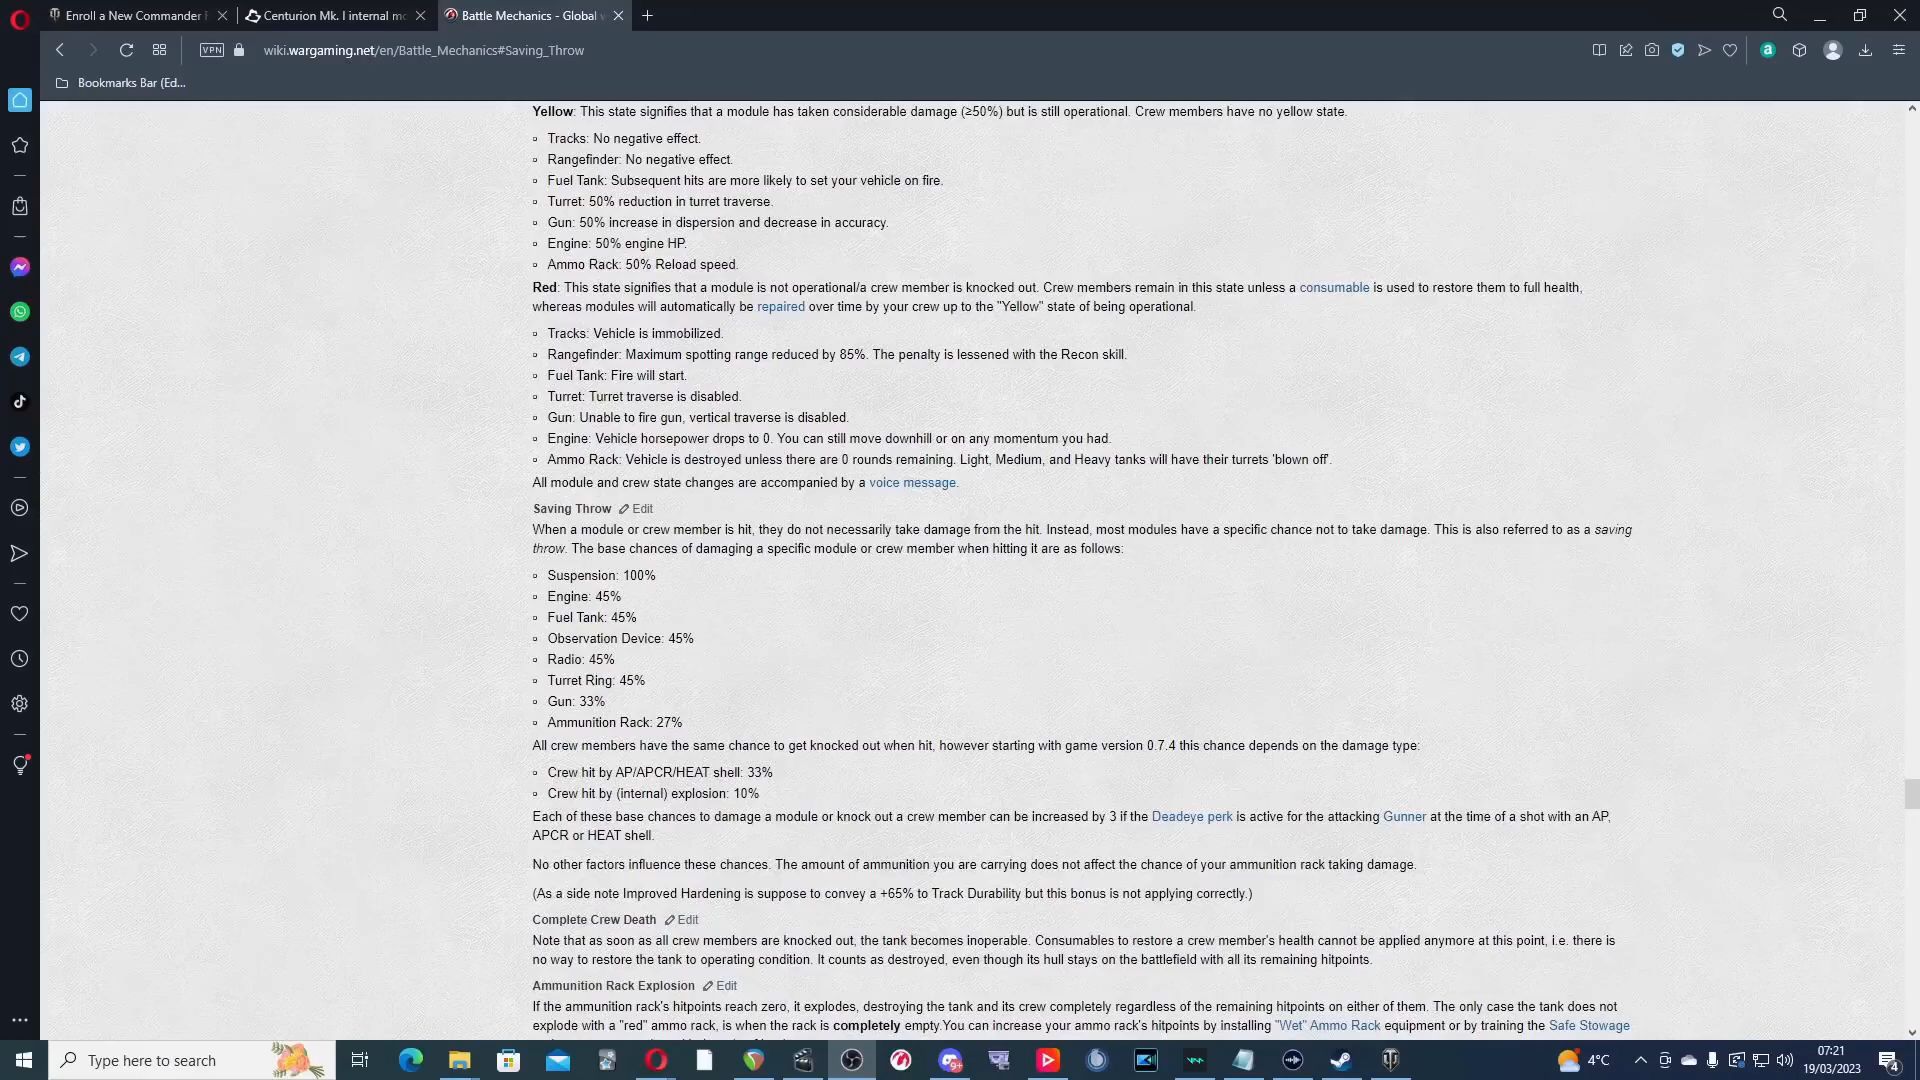 Enroll a New Commander
Centurion Mk. I internal mo
Battle Mechanics - Global w
VPN
wiki.wargaming.net/en/Battle_Mechanics#Saving_Throw
Bookmarks Bar (Ed...
Yellow: This state signifies that a module has taken considerable damage (≥50%) but is still operational. Crew members have no yellow state.
Tracks: No negative effect.
Rangefinder: No negative effect.
Fuel Tank: Subsequent hits are more likely to set your vehicle on fire.
Turret: 50% reduction in turret traverse.
Gun: 50% increase in dispersion and decrease in accuracy.
Engine: 50% engine HP.
Ammo Rack: 50% Reload speed.
Red: This state signifies that a module is not operational/a crew member is knocked out. Crew members remain in this state unless a consumable is used to restore them to full health,
whereas modules will automatically be repaired over time by your crew up to the "Yellow" state of being operational.
Tracks: Vehicle is immobilized.
Rangefinder: Maximum spotting range reduced by 85%. The penalty is lessened with the Recon skill.
Fuel Tank: Fire will start.
Turret: Turret traverse is disabled.
Gun: Unable to fire gun, vertical traverse is disabled.
Engine: Vehicle horsepower drops to 0. You can still move downhill or on any momentum you had.
Ammo Rack: Vehicle is destroyed unless there are 0 rounds remaining. Light, Medium, and Heavy tanks will have their turrets 'blown off'.
All module and crew state changes are accompanied by a voice message.
Saving Throw Edit
When a module or crew member is hit, they do not necessarily take damage from the hit. Instead, most modules have a specific chance not to take damage. This is also referred to as a saving
throw. The base chances of damaging a specific module or crew member when hitting it are as follows:
Suspension: 100%
Engine: 45%
Fuel Tank: 45%
Observation Device: 45%
Radio: 45%
Turret Ring: 45%
Gun: 33%
Ammunition Rack: 27%
All crew members have the same chance to get knocked out when hit, however starting with game version 0.7.4 this chance depends on the damage type:
Crew hit by AP/APCR/HEAT shell: 33%
Crew hit by (internal) explosion: 10%
Each of these base chances to damage a module or knock out a crew member can be increased by 3 if the Deadeye perk is active for the attacking Gunner at the time of a shot with an AP,
APCR or HEAT shell.
No other factors influence these chances. The amount of ammunition you are carrying does not affect the chance of your ammunition rack taking damage.
(As a side note Improved Hardening is suppose to convey a +65% to Track Durability but this bonus is not applying correctly.)
Complete Crew Death Edit
Note that as soon as all crew members are knocked out, the tank becomes inoperable. Consumables to restore a crew member's health cannot be applied anymore at this point, i.e. there is
no way to restore the tank to operating condition. It counts as destroyed, even though its hull stays on the battlefield with all its remaining hitpoints.
Ammunition Rack Explosion Edit
If the ammunition rack's hitpoints reach zero, it explodes, destroying the tank and its crew completely regardless of the remaining hitpoints on either of them. The only case the tank does not
explode with a "red" ammo rack, is when the rack is completely empty.You can increase your ammo rack's hitpoints by installing "Wet" Ammo Rack equipment or by training the Safe Stowage
Type here to search
9+
4°C
07:21
19/03/2023
4